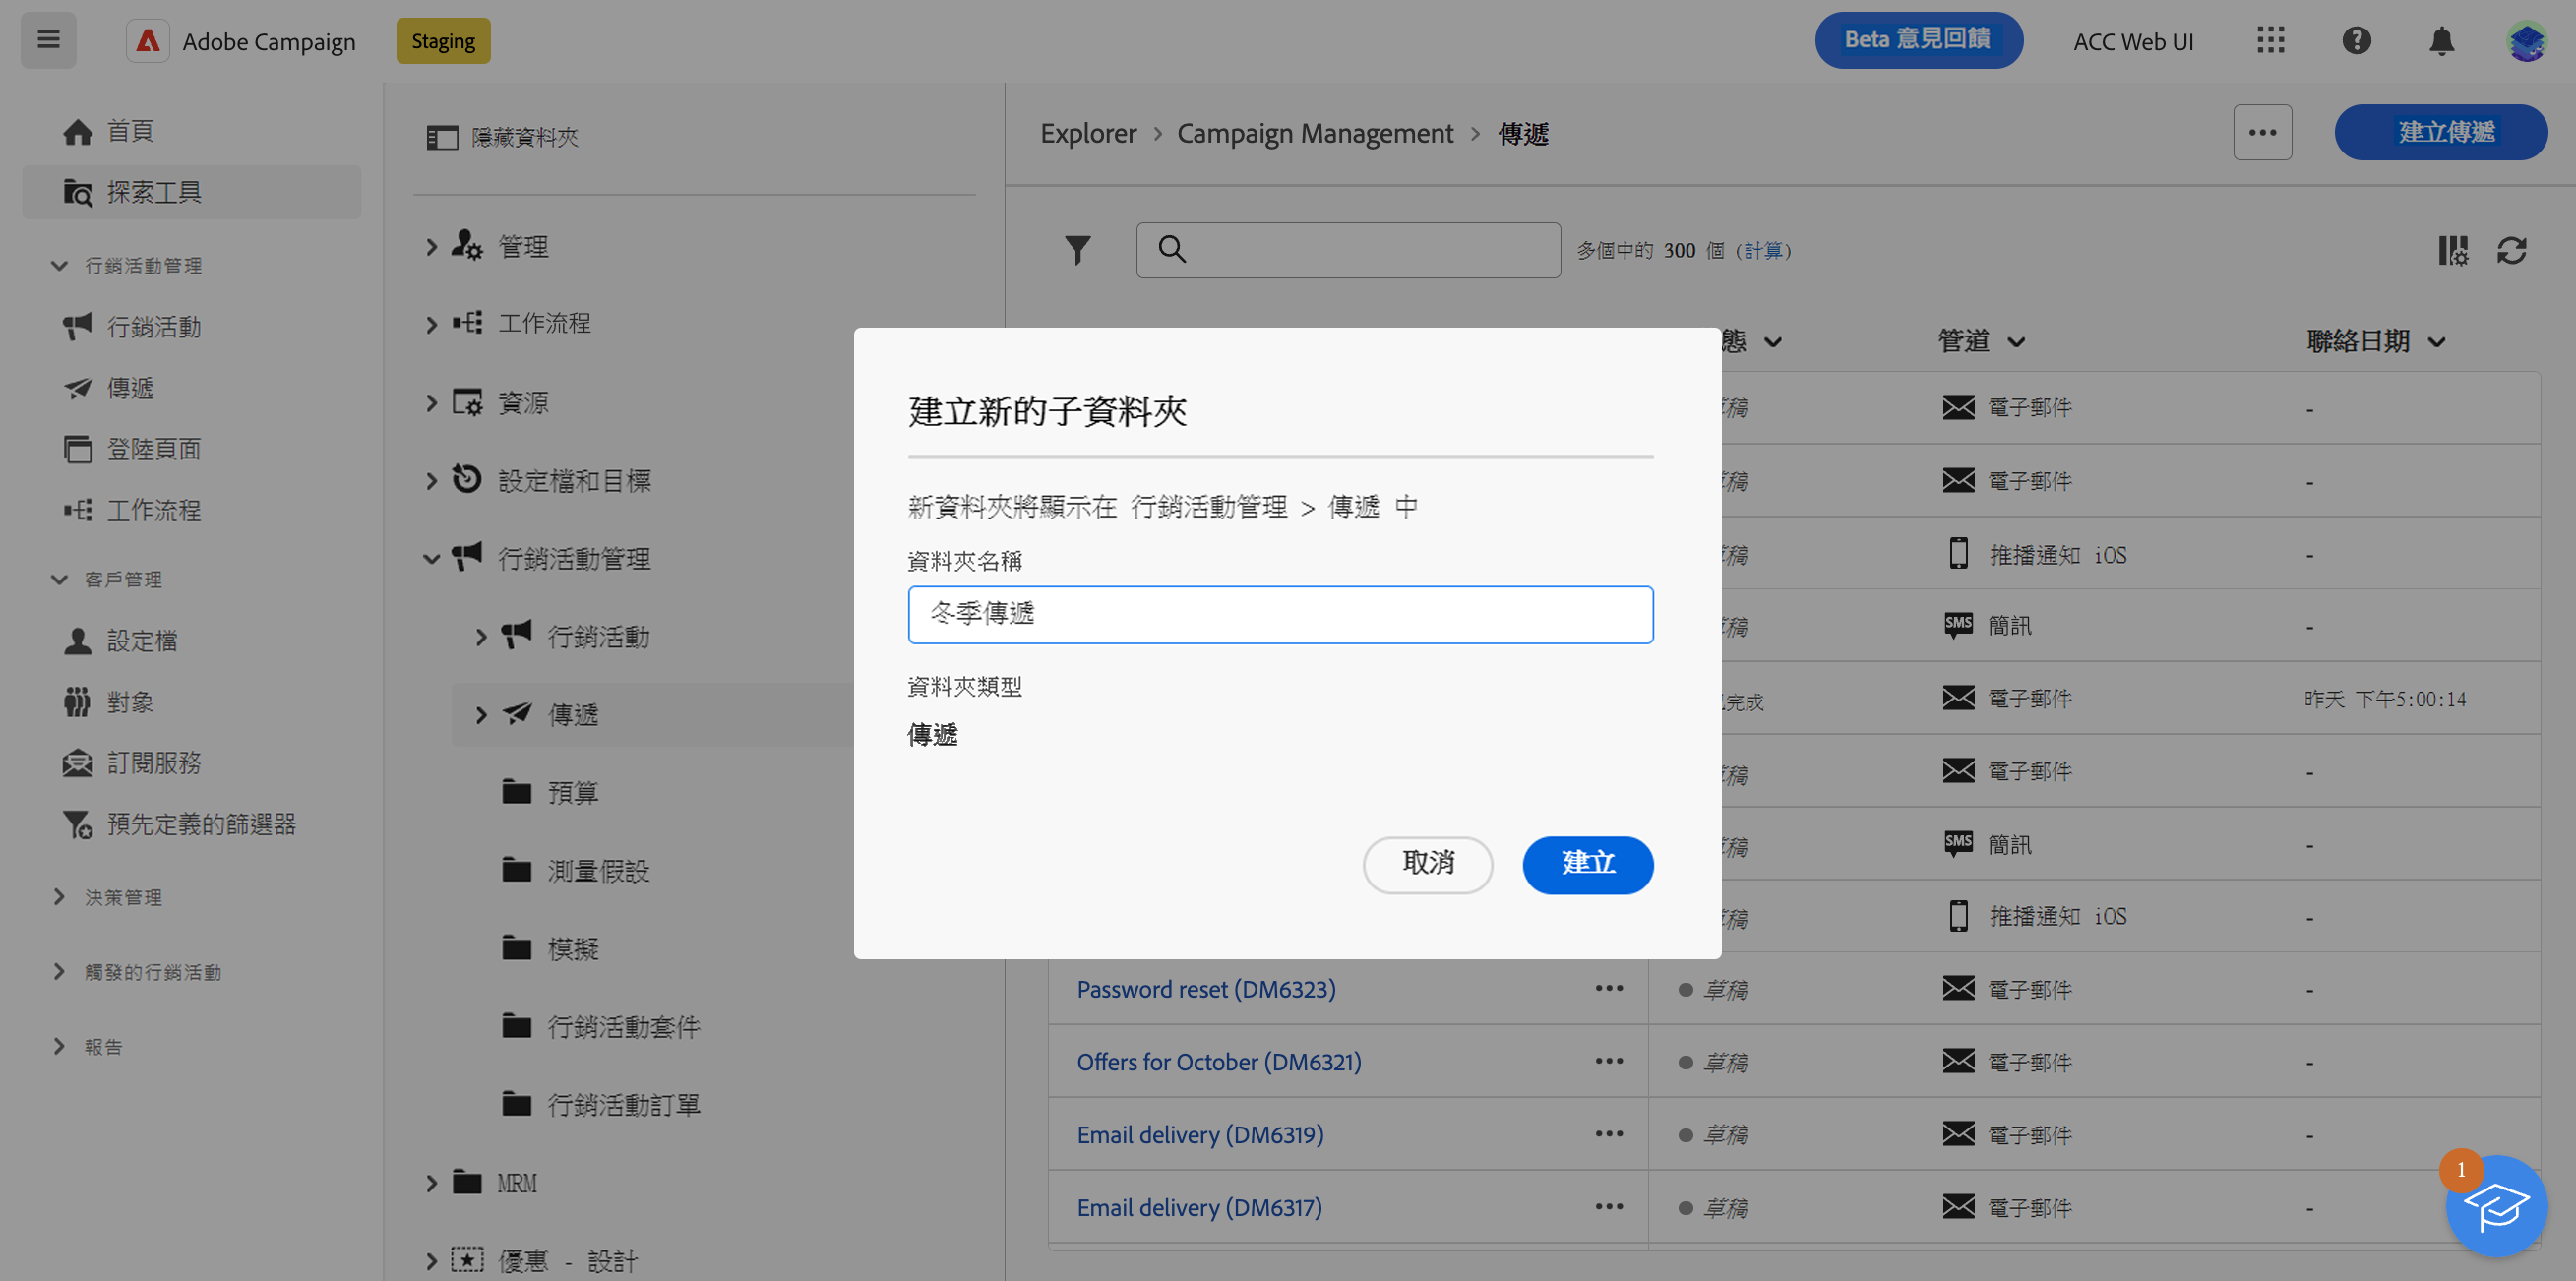 Adobe Campaign
Staging
Beta 意見回饋
ACC Web UI
首頁
探索工具
行銷活動管理
行銷活動
傳遞
登陸頁面
工作流程
客戶管理
設定檔
對象
訂閱服務
預先定義的篩選器
決策管理
觸發的行銷活動
報告
隱藏資料夾
管理
工作流程
資源
設定檔和目標
行銷活動管理
行銷活動
傳遞
預算
測量假設
模擬
行銷活動套件
行銷活動訂單
MRM
優惠 - 設計
Explorer > Campaign Management > 傳遞
建立傳遞
多個中的 300 個 (計算)
態 管道 聯絡日期
電子郵件 -
電子郵件 -
推播通知 iOS -
SMS 簡訊 -
完成 電子郵件 昨天 下午5:00:14
電子郵件 -
SMS 簡訊 -
推播通知 iOS -
Password reset (DM6323) 草稿 電子郵件 -
Offers for October (DM6321) 草稿 電子郵件 -
Email delivery (DM6319) 草稿 電子郵件 -
Email delivery (DM6317) 草稿 電子郵件 -
建立新的子資料夾
新資料夾將顯示在 行銷活動管理 > 傳遞 中
資料夾名稱
冬季傳遞
資料夾類型
傳遞
取消
建立
1